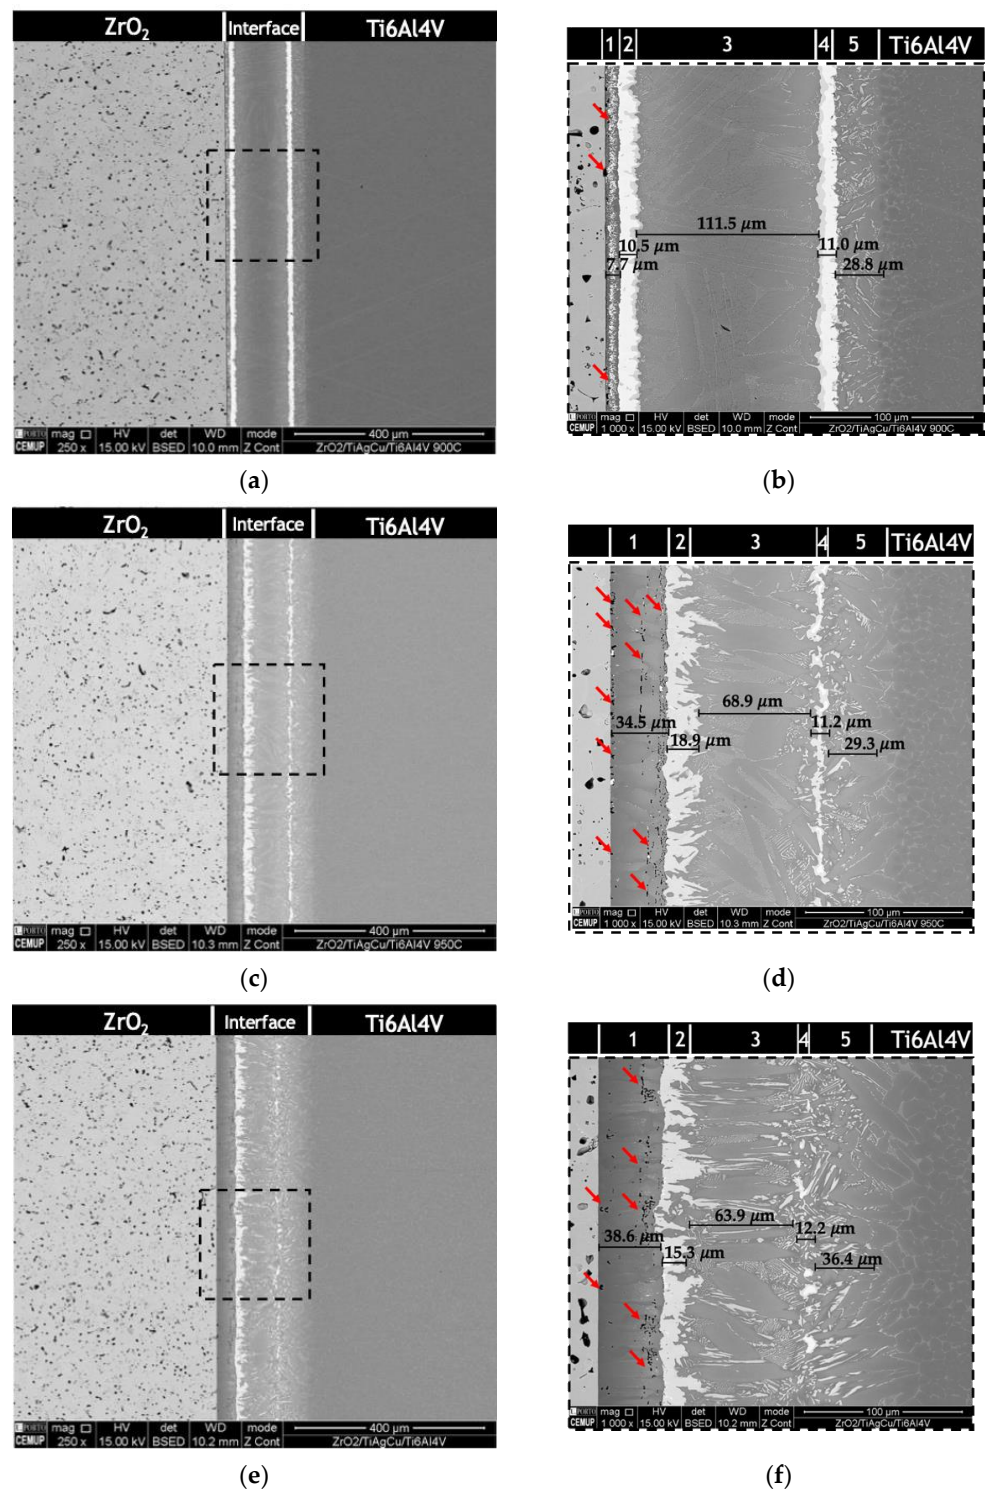 ZrO2 Interface Ti6Al4V
mag □ HV det WD mode 400 µm
CEMUP 250 x 15.00 kV BSED 10.0 mm Z Cont ZrO2/TiAgCu/Ti6Al4V 900C
(a)
1 2 3 4 5 Ti6Al4V
111.5 µm
10.5 µm 11.0 µm
7.7 µm 28.8 µm
mag □ HV det WD mode 100 µm
CEMUP 1 000 x 15.00 kV BSED 10.0 mm Z Cont ZrO2/TiAgCu/Ti6Al4V 900C
(b)
ZrO2 Interface Ti6Al4V
mag □ HV det WD mode 400 µm
CEMUP 250 x 15.00 kV BSED 10.3 mm Z Cont ZrO2/TiAgCu/Ti6Al4V 950C
(c)
1 2 3 4 5 Ti6Al4V
68.9 µm
34.5 µm 11.2 µm
18.9 µm 29.3 µm
mag □ HV det WD mode 100 µm
CEMUP 1 000 x 15.00 kV BSED 10.3 mm Z Cont ZrO2/TiAgCu/Ti6Al4V 950C
(d)
ZrO2 Interface Ti6Al4V
mag □ HV det WD mode 400 µm
CEMUP 250 x 15.00 kV BSED 10.2 mm Z Cont ZrO2/TiAgCu/Ti6Al4V
(e)
1 2 3 4 5 Ti6Al4V
63.9 µm
38.6 µm 12.2 µm
15.3 µm 36.4 µm
mag □ HV det WD mode 100 µm
CEMUP 1 000 x 15.00 kV BSED 10.2 mm Z Cont ZrO2/TiAgCu/Ti6Al4V
(f)